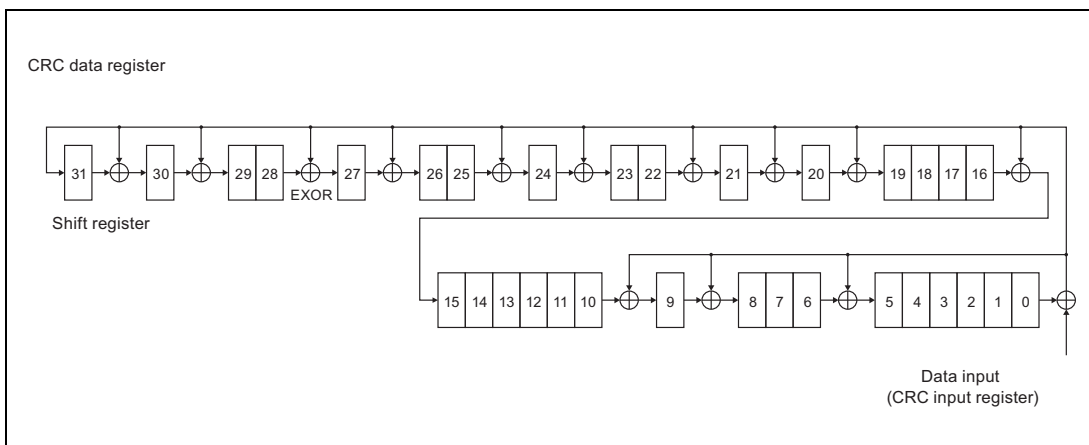 CRC data register
31 30 29 28 27 26 25 24 23 22 21 20 19 18 17 16
EXOR
Shift register
15 14 13 12 11 10 9 8 7 6 5 4 3 2 1 0
Data input
(CRC input register)